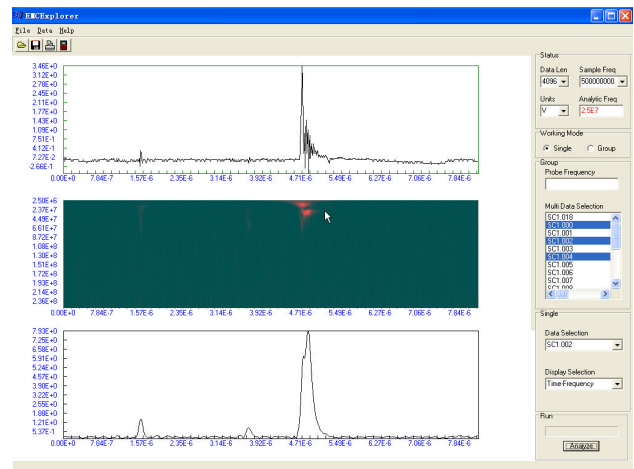 EMCExplorer
File Data Help
3.46E+0
3.12E+0
2.78E+0
2.45E+0
2.11E+0
1.77E+0
1.43E+0
1.09E+0
7.51E-1
4.12E-1
7.27E-2
-2.66E-1
0.00E+0 7.84E-7 1.57E-6 2.35E-6 3.14E-6 3.92E-6 4.71E-6 5.49E-6 6.27E-6 7.06E-6 7.84E-6
2.50E+6
2.37E+7
4.49E+7
6.61E+7
8.72E+7
1.08E+8
1.30E+8
1.51E+8
1.72E+8
1.93E+8
2.14E+8
2.36E+8
0.00E+0 7.84E-7 1.57E-6 2.35E-6 3.14E-6 3.92E-6 4.71E-6 5.49E-6 6.27E-6 7.06E-6 7.84E-6
7.93E+0
7.25E+0
6.58E+0
5.91E+0
5.24E+0
4.57E+0
3.90E+0
3.22E+0
2.55E+0
1.88E+0
1.21E+0
5.37E-1
0.00E+0 7.84E-7 1.57E-6 2.35E-6 3.14E-6 3.92E-6 4.71E-6 5.49E-6 6.27E-6 7.06E-6 7.84E-6
Status
Data Len Sample Freq
4096 500000000
Units Analytic Freq
V 2.5E7
Working Mode
Single Group
Group
Probe Frequency
Multi Data Selection
SC1.018
SC1.000
SC1.001
SC1.002
SC1.003
SC1.004
SC1.005
SC1.006
SC1.007
Single
Data Selection
SC1.002
Display Selection
Time-Frequency
Run
Analyze